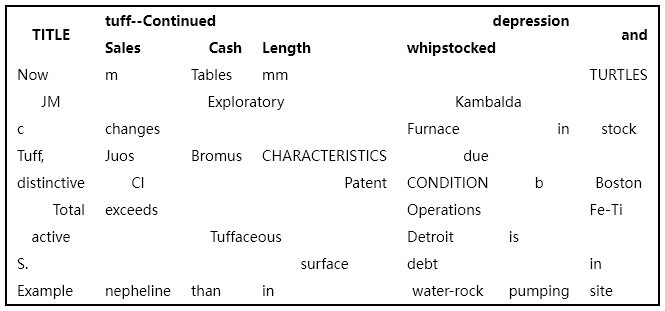 TITLE tuff--Continued depression and
Sales Cash Length whipstocked
Now m Tables mm TURTLES
JM Exploratory Kambalda
c changes Furnace in stock
Tuff, Juos Bromus CHARACTERISTICS due
distinctive CI Patent CONDITION b Boston
Total exceeds Operations Fe-Ti
active Tuffaceous Detroit is
S. surface debt in
Example nepheline than in water-rock pumping site